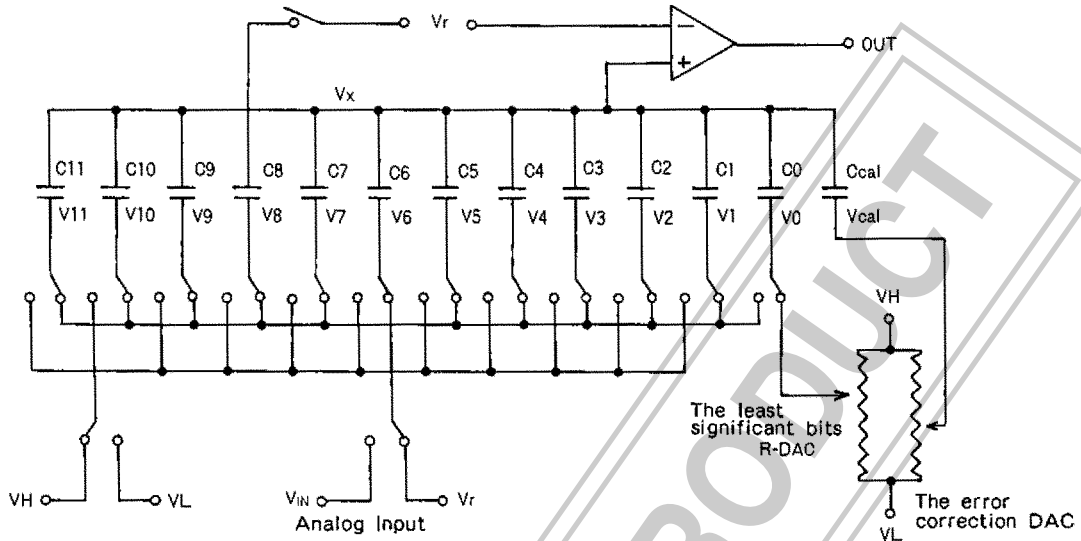 Vr
OUT
Vx
C11 C10 C9 C8 C7 C6 C5 C4 C3 C2 C1 C0 Ccal
V11 V10 V9 V8 V7 V6 V5 V4 V3 V2 V1 V0 Vcal
VH
The least
significant bits
R-DAC
VH VL VIN Vr
Analog Input
VL
The error
correction DAC
PRODUCT